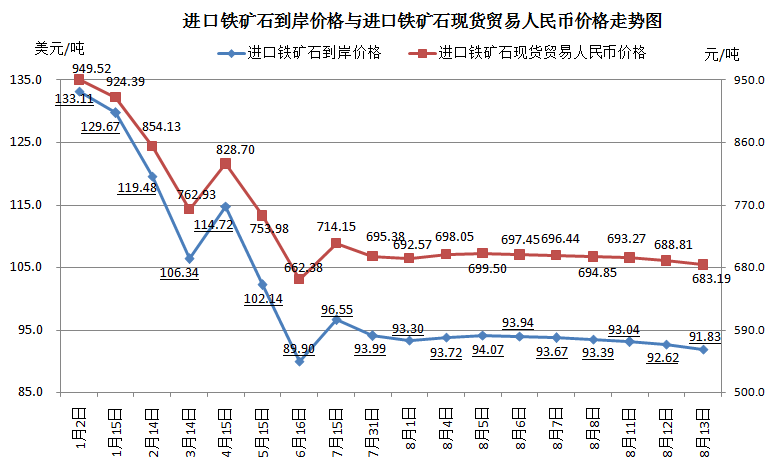 进口铁矿石到岸价格与进口铁矿石现货贸易人民币价格走势图
美元/吨
进口铁矿石到岸价格
进口铁矿石现货贸易人民币价格
元/吨
135.0
125.0
115.0
105.0
95.0
85.0
950.0
860.0
770.0
680.0
590.0
500.0
949.52
924.39
854.13
762.93
828.70
753.98
662.38
714.15
695.38
692.57
698.05
699.50
697.45
696.44
694.85
693.27
688.81
683.19
133.11
129.67
119.48
106.34
114.72
102.14
89.90
96.55
93.99
93.30
93.72
94.07
93.94
93.67
93.39
93.04
92.62
91.83
1月2日
1月15日
2月14日
3月14日
4月15日
5月15日
6月16日
7月15日
7月31日
8月1日
8月4日
8月5日
8月6日
8月7日
8月8日
8月11日
8月12日
8月13日